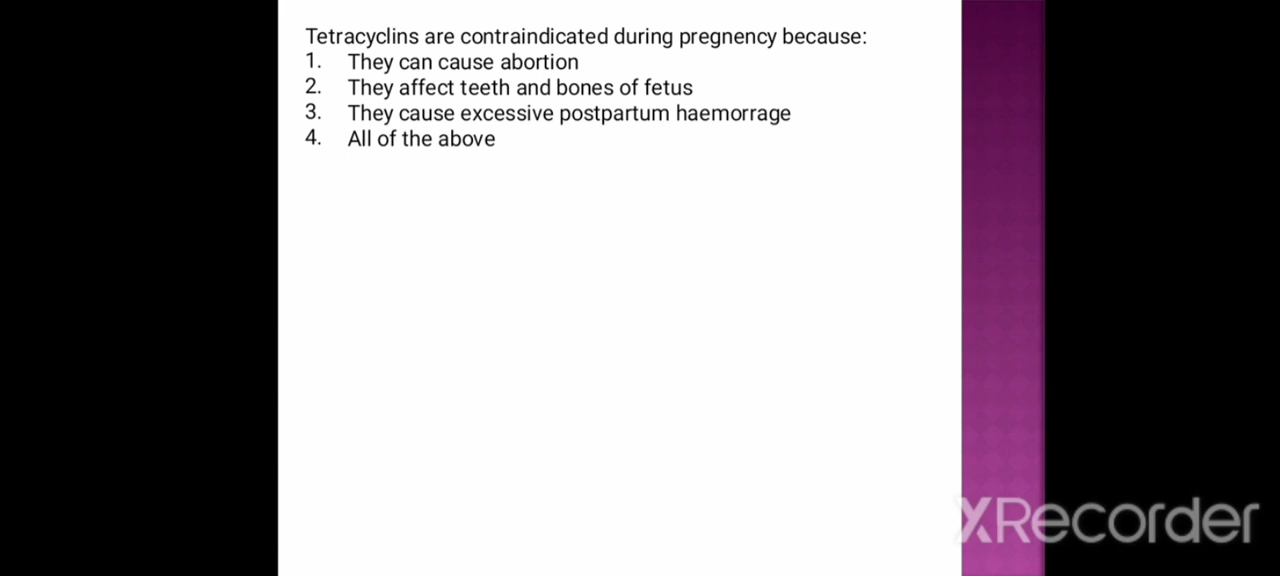 Tetracyclins are contraindicated during pregnency because:
1. They can cause abortion
2. They affect teeth and bones of fetus
3. They cause excessive postpartum haemorrage
4. All of the above
XRecorder